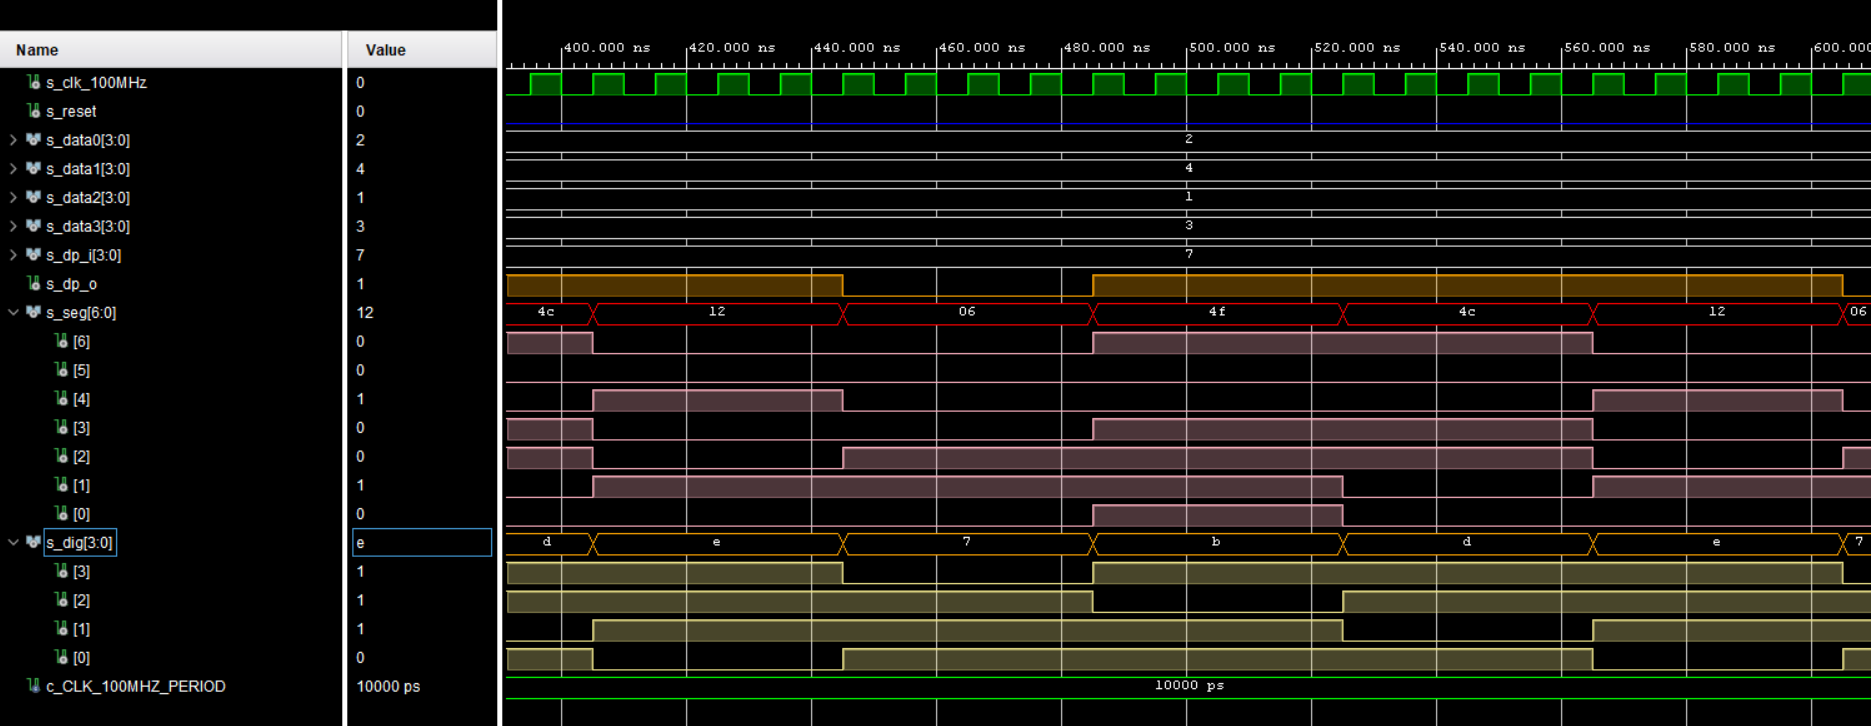 Name Value 400.000 ns 420.000 ns 440.000 ns 460.000 ns 480.000 ns 500.000 ns 520.000 ns 540.000 ns 560.000 ns 580.000 ns 600.000
s_clk_100MHz 0
s_reset 0
s_data0[3:0] 2 2
s_data1[3:0] 4 4
s_data2[3:0] 1 1
s_data3[3:0] 3 3
s_dp_i[3:0] 7 7
s_dp_o 1
s_seg[6:0] 12 4c 12 06 4f 4c 12 06
[6] 0
[5] 0
[4] 1
[3] 0
[2] 0
[1] 1
[0] 0
s_dig[3:0] e d e 7 b d e 7
[3] 1
[2] 1
[1] 1
[0] 0
c_CLK_100MHZ_PERIOD 10000 ps 10000 ps